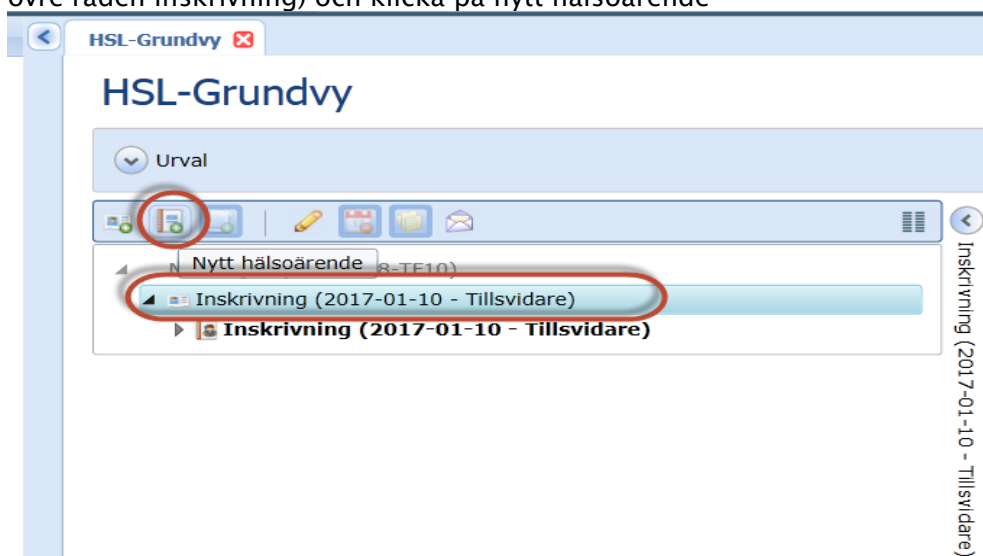 övre raden Inskrivning) och klicka på nytt hälsoärende
HSL-Grundvy
HSL-Grundvy
Urval
Nytt hälsoärende 8-TF10)
Inskrivning (2017-01-10 - Tillsvidare)
Inskrivning (2017-01-10 - Tillsvidare)
Inskrivning (2017-01-10 - Tillsvidare)